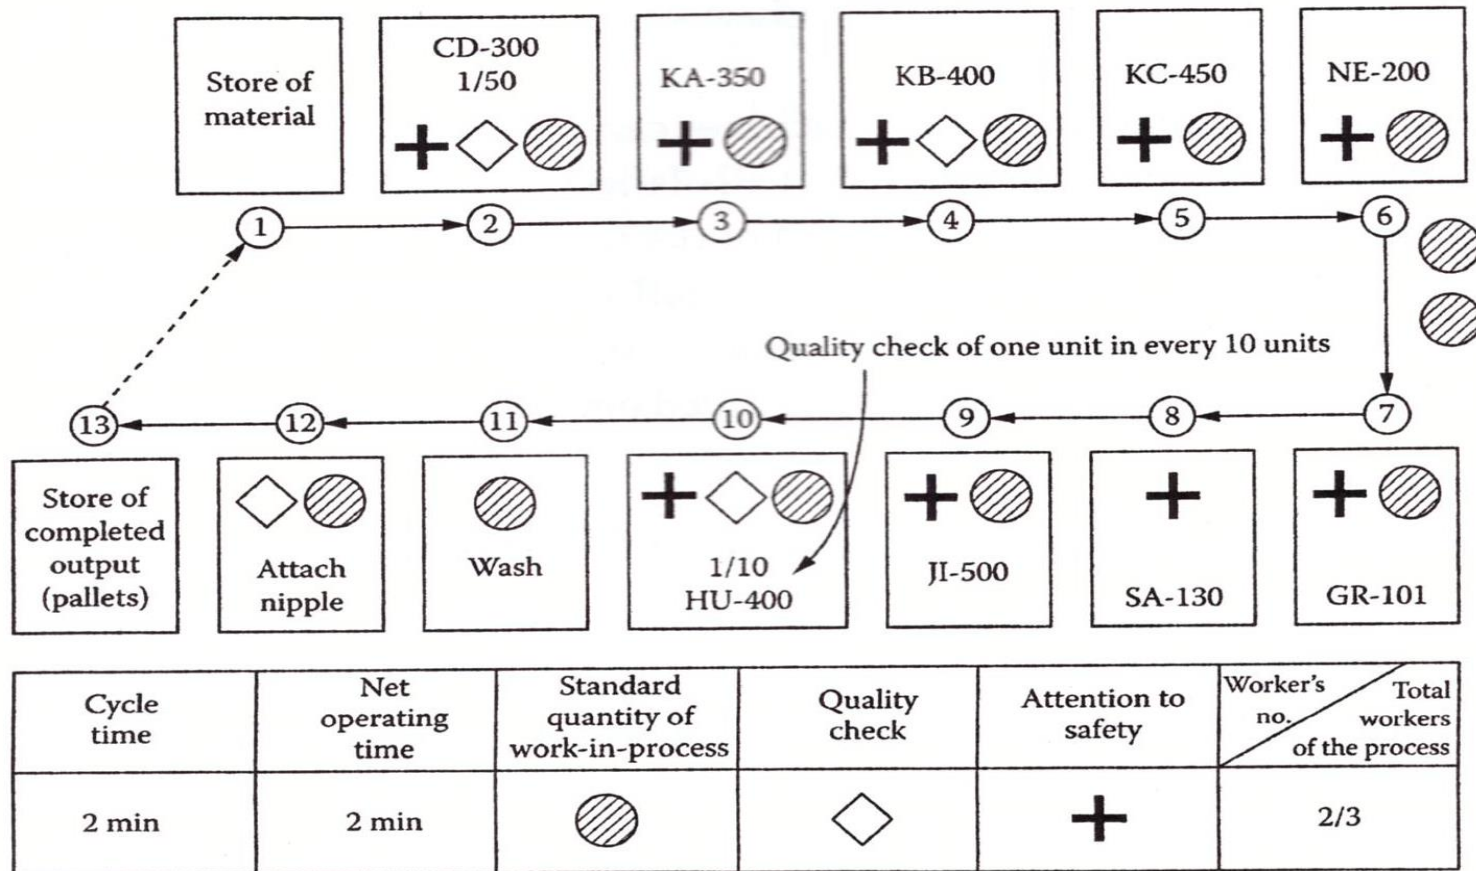 Store of
material
CD-300
1/50
KA-350
KB-400
KC-450
NE-200
1
2
3
4
5
6
Quality check of one unit in every 10 units
13
12
11
10
9
8
7
Store of
completed
output
(pallets)
Attach
nipple
Wash
1/10
HU-400
JI-500
SA-130
GR-101
Cycle
time
Net
operating
time
Standard
quantity of
work-in-process
Quality
check
Attention to
safety
Worker's
no.
Total
workers
of the process
2 min
2 min
2/3